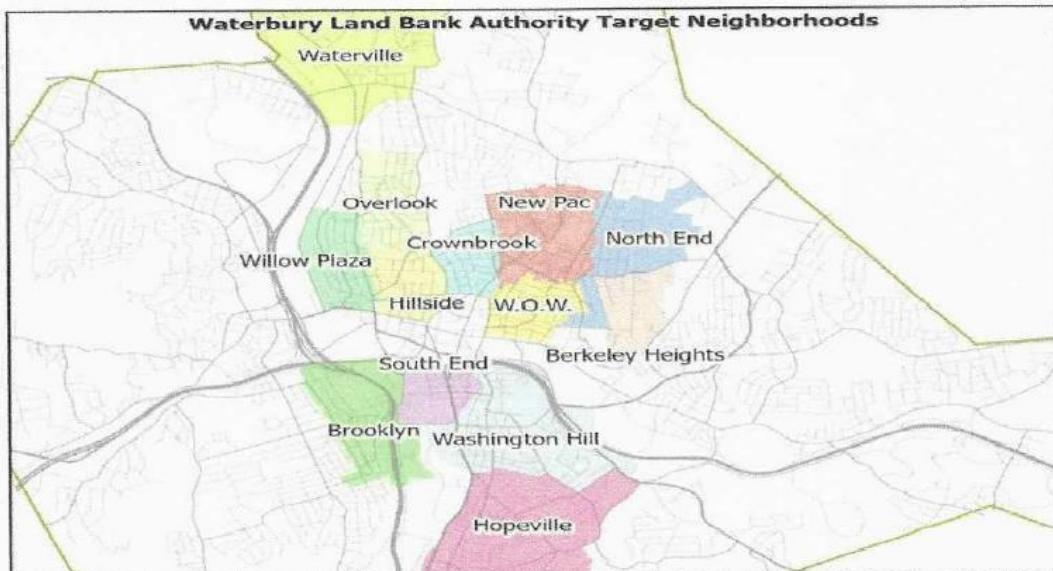 Waterbury Land Bank Authority Target Neighborhoods
Waterville
Overlook
New Pac
Crownbrook
North End
Willow Plaza
Hillside
W.O.W.
Berkeley Heights
South End
Brooklyn
Washington Hill
Hopeville